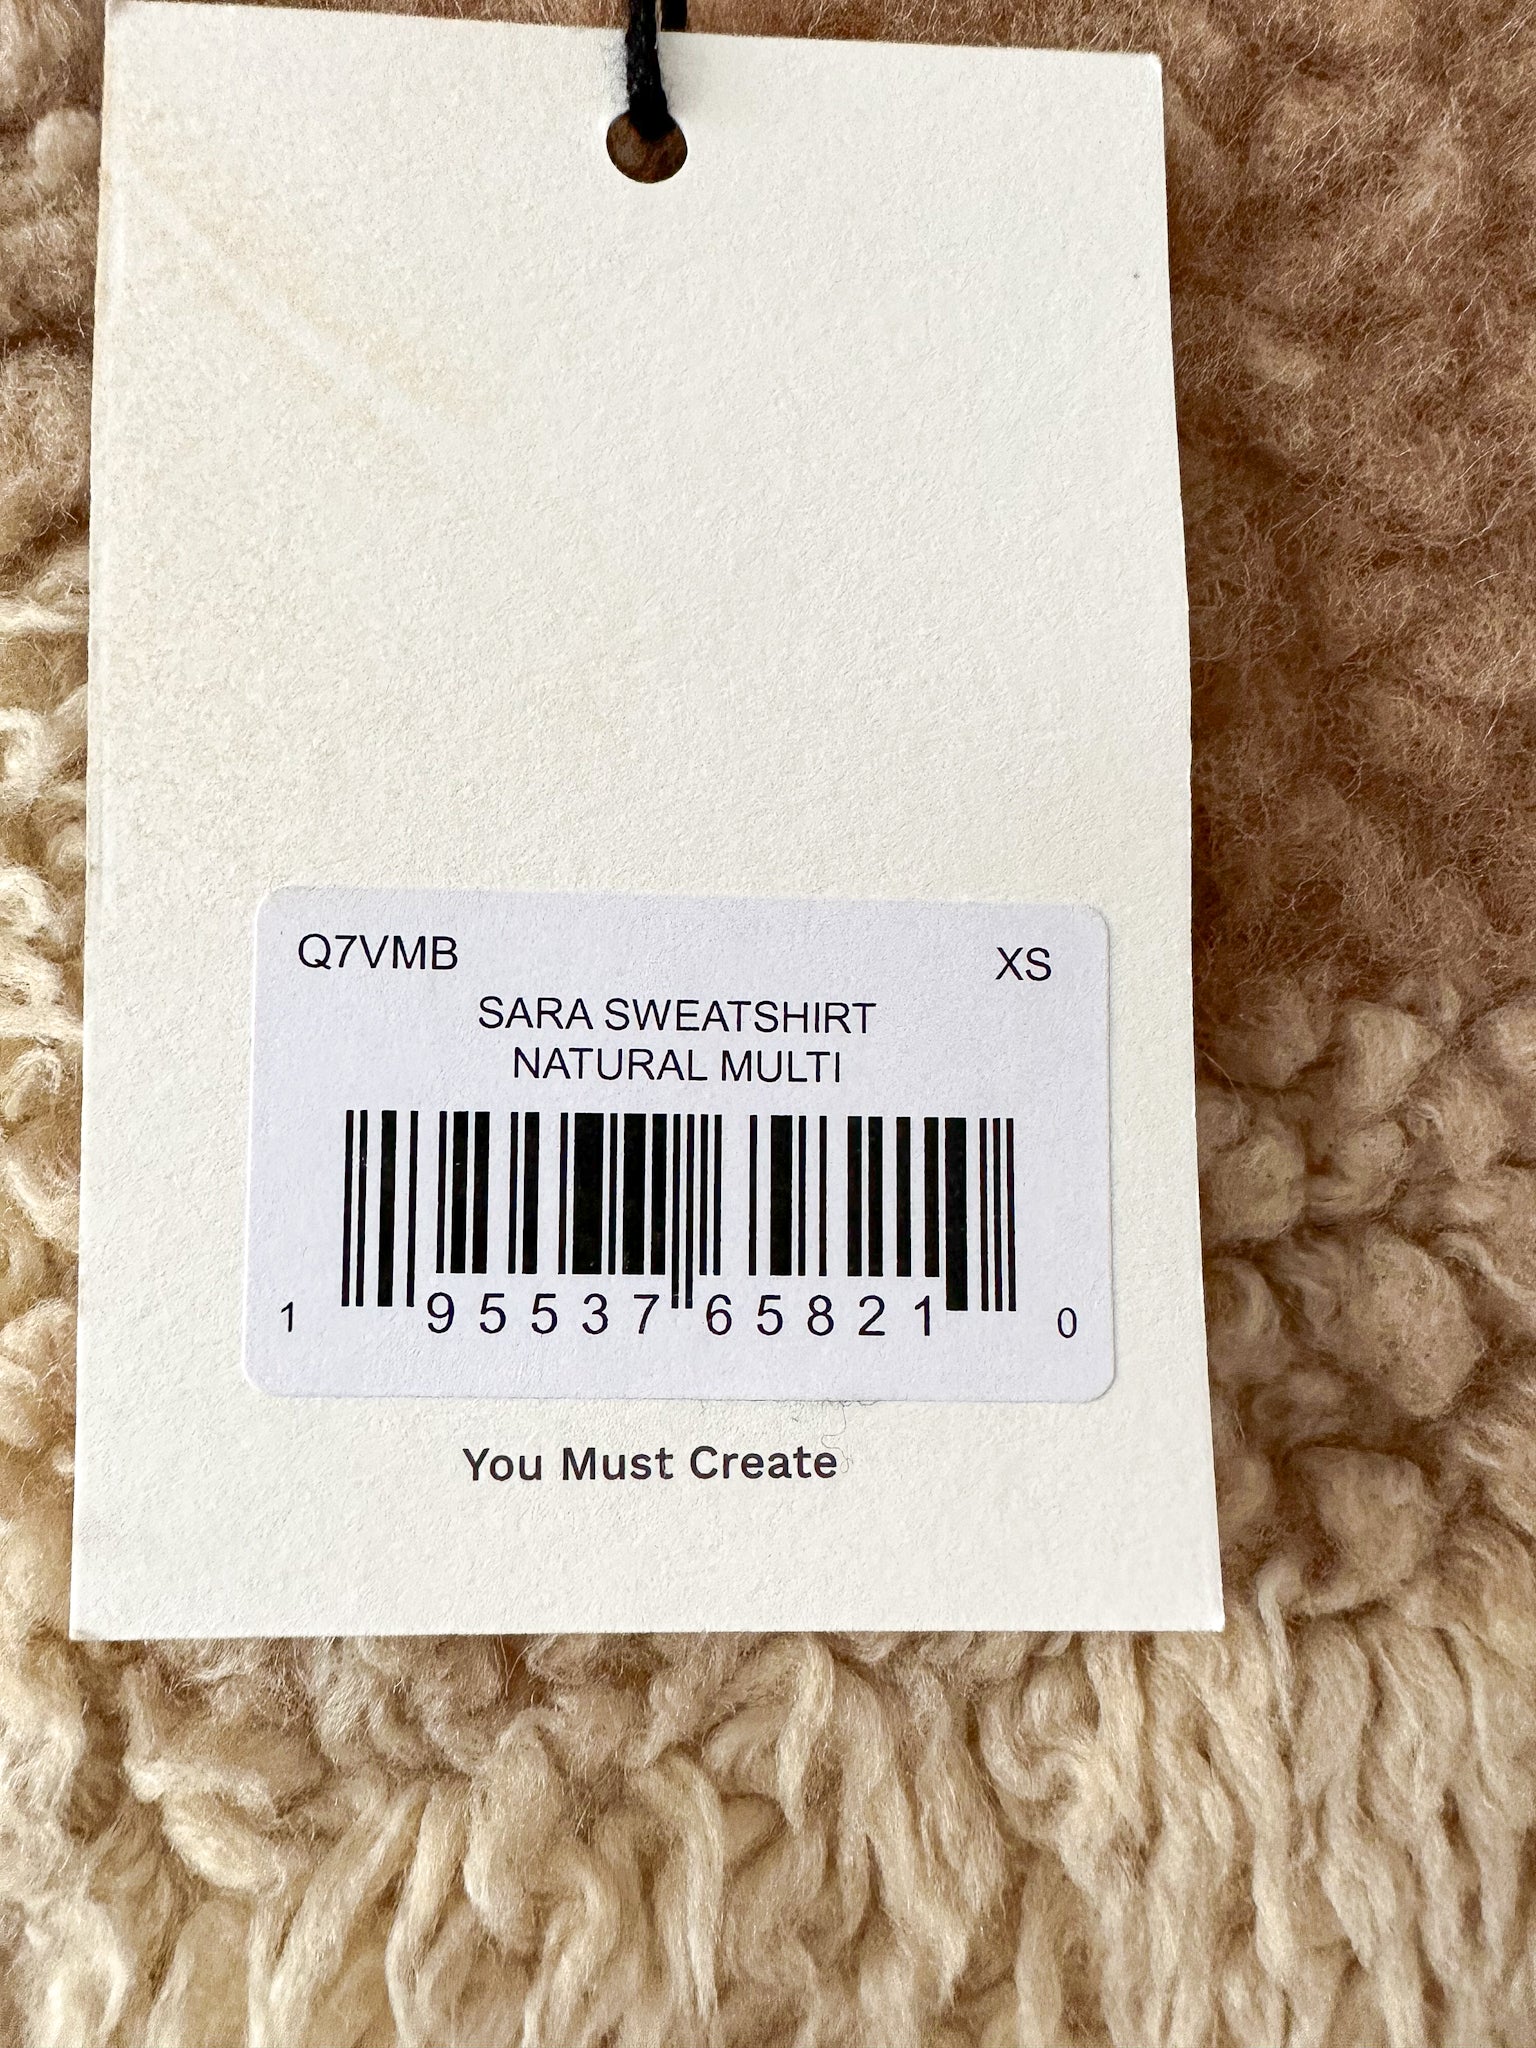 Q7VMB XS
SARA SWEATSHIRT
NATURAL MULTI
1 95537 65821 0
You Must Create